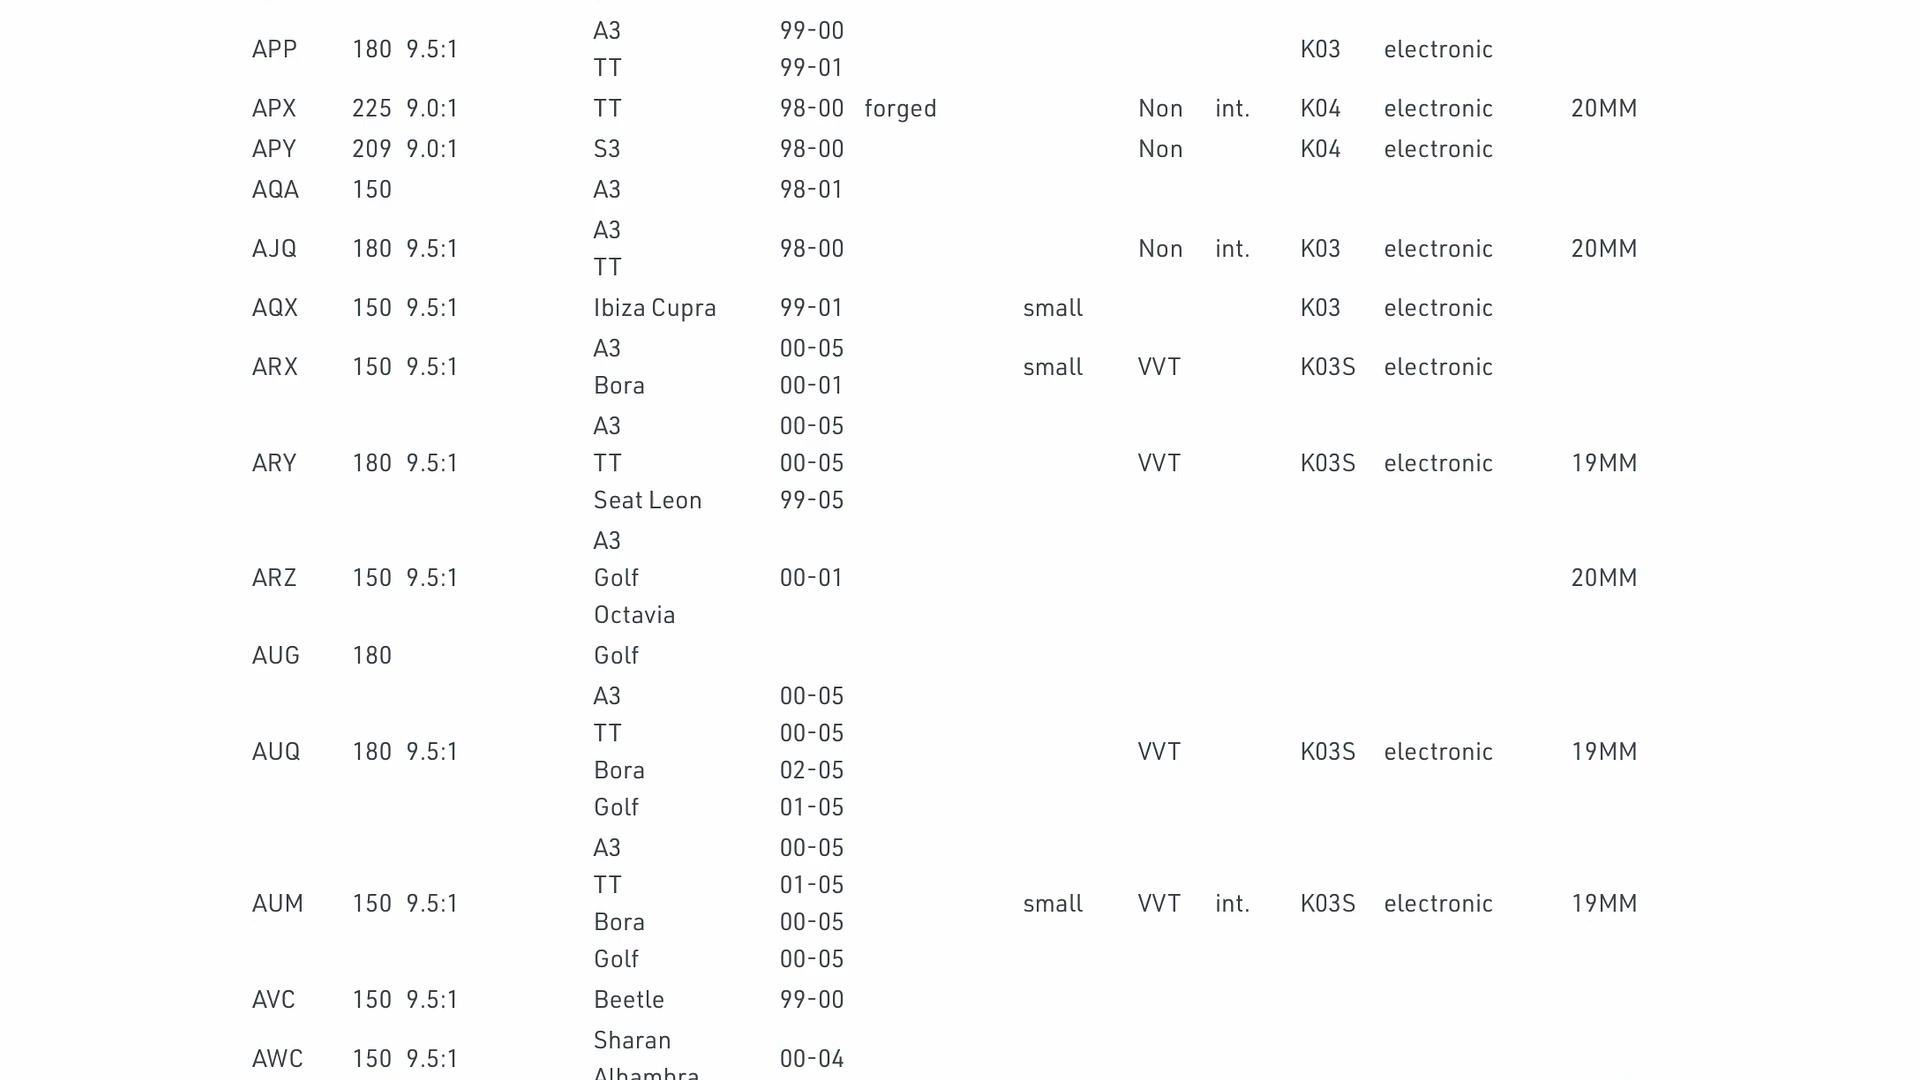 A3 99-00
APP 180 9.5:1 K03 electronic
TT 99-01
APX 225 9.0:1 TT 98-00 forged Non int. K04 electronic 20MM
APY 209 9.0:1 S3 98-00 Non K04 electronic
AQA 150 A3 98-01
A3
AJQ 180 9.5:1 98-00 Non int. K03 electronic 20MM
TT
AQX 150 9.5:1 Ibiza Cupra 99-01 small K03 electronic
A3 00-05
ARX 150 9.5:1 small VVT K03S electronic
Bora 00-01
A3 00-05
ARY 180 9.5:1 TT 00-05 VVT K03S electronic 19MM
Seat Leon 99-05
A3
ARZ 150 9.5:1 Golf 00-01 20MM
Octavia
AUG 180 Golf
A3 00-05
TT 00-05
AUQ 180 9.5:1 VVT K03S electronic 19MM
Bora 02-05
Golf 01-05
A3 00-05
TT 01-05
AUM 150 9.5:1 small VVT int. K03S electronic 19MM
Bora 00-05
Golf 00-05
AVC 150 9.5:1 Beetle 99-00
Sharan
AWC 150 9.5:1 00-04
Alhambra